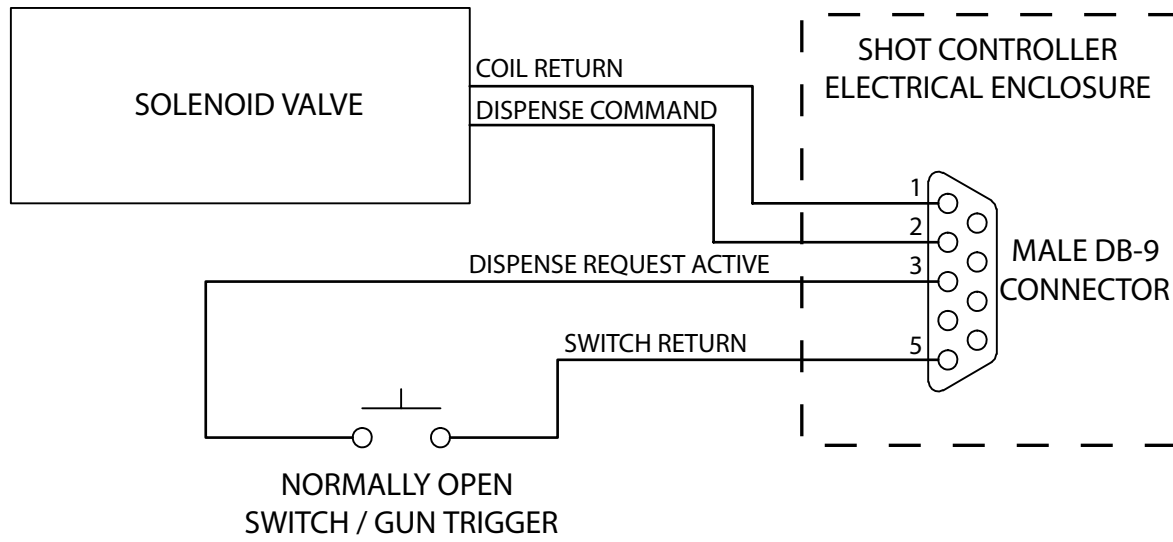 SOLENOID VALVE
COIL RETURN
DISPENSE COMMAND
SHOT CONTROLLER
ELECTRICAL ENCLOSURE
1
2
DISPENSE REQUEST ACTIVE
3
SWITCH RETURN
5
MALE DB-9
CONNECTOR
NORMALLY OPEN
SWITCH / GUN TRIGGER